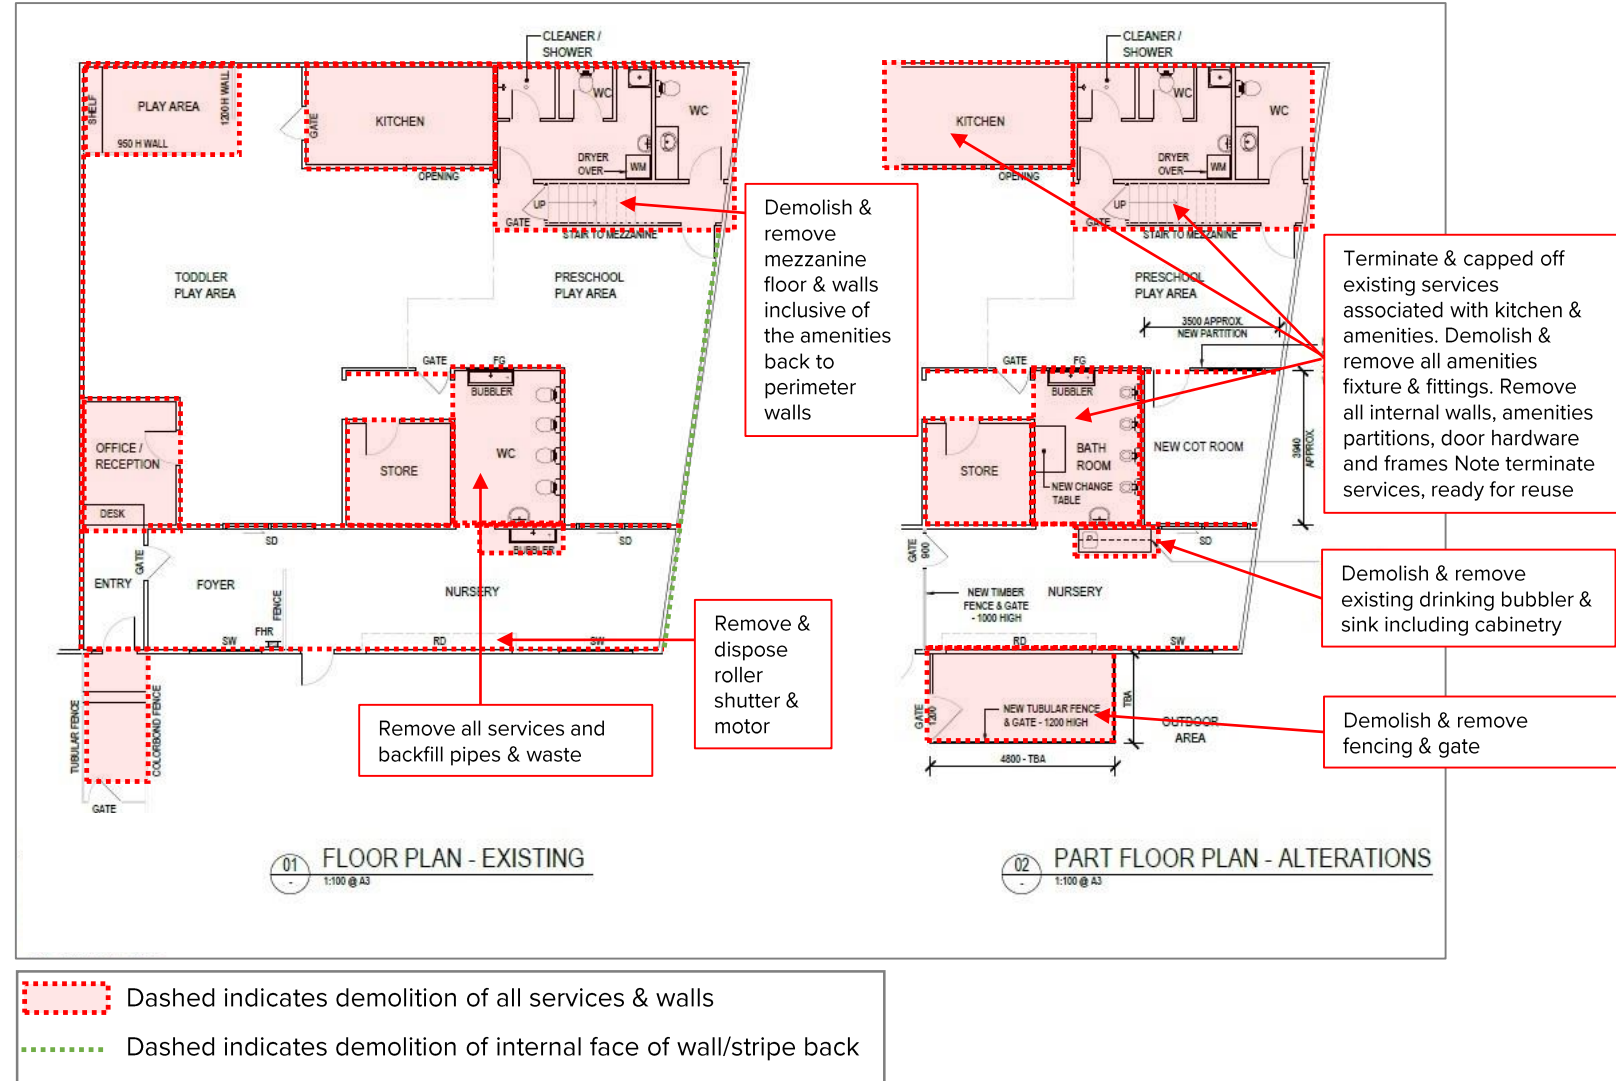 CLEANER /
SHOWER
SHELF
PLAY AREA
1200H WALL
950 H WALL
GATE
KITCHEN
OPENING
WC
WC
DRYER
OVER
WM
UP
GATE
STAIR TO MEZZANINE
TODDLER
PLAY AREA
PRESCHOOL
PLAY AREA
GATE
FG
BUBBLER
OFFICE /
RECEPTION
DESK
STORE
WC
BUBBLER
SD
SD
GATE
ENTRY
FOYER
FENCE
FHR
NURSERY
SW
RD
SW
TUBULAR FENCE
COLORBOND FENCE
GATE
Demolish &
remove
mezzanine
floor & walls
inclusive of
the amenities
back to
perimeter
walls
Remove &
dispose
roller
shutter &
motor
Remove all services and
backfill pipes & waste
01
-
FLOOR PLAN - EXISTING
1:100 @ A3
CLEANER /
SHOWER
KITCHEN
OPENING
WC
WC
DRYER
OVER
WM
UP
GATE
STAIR TO MEZZANINE
PRESCHOOL
PLAY AREA
3500 APPROX.
NEW PARTITION
GATE
FG
BUBBLER
STORE
BATH
ROOM
NEW CHANGE
TABLE
NEW COT ROOM
3940
APPROX.
SD
GATE
900
NEW TIMBER
FENCE & GATE
- 1000 HIGH
NURSERY
RD
SW
GATE
1200
NEW TUBULAR FENCE
& GATE - 1200 HIGH
TBA
OUTDOOR
AREA
4800 - TBA
Terminate & capped off
existing services
associated with kitchen &
amenities. Demolish &
remove all amenities
fixture & fittings. Remove
all internal walls, amenities
partitions, door hardware
and frames Note terminate
services, ready for reuse
Demolish & remove
existing drinking bubbler &
sink including cabinetry
Demolish & remove
fencing & gate
02
-
PART FLOOR PLAN - ALTERATIONS
1:100 @ A3
Dashed indicates demolition of all services & walls
Dashed indicates demolition of internal face of wall/stripe back